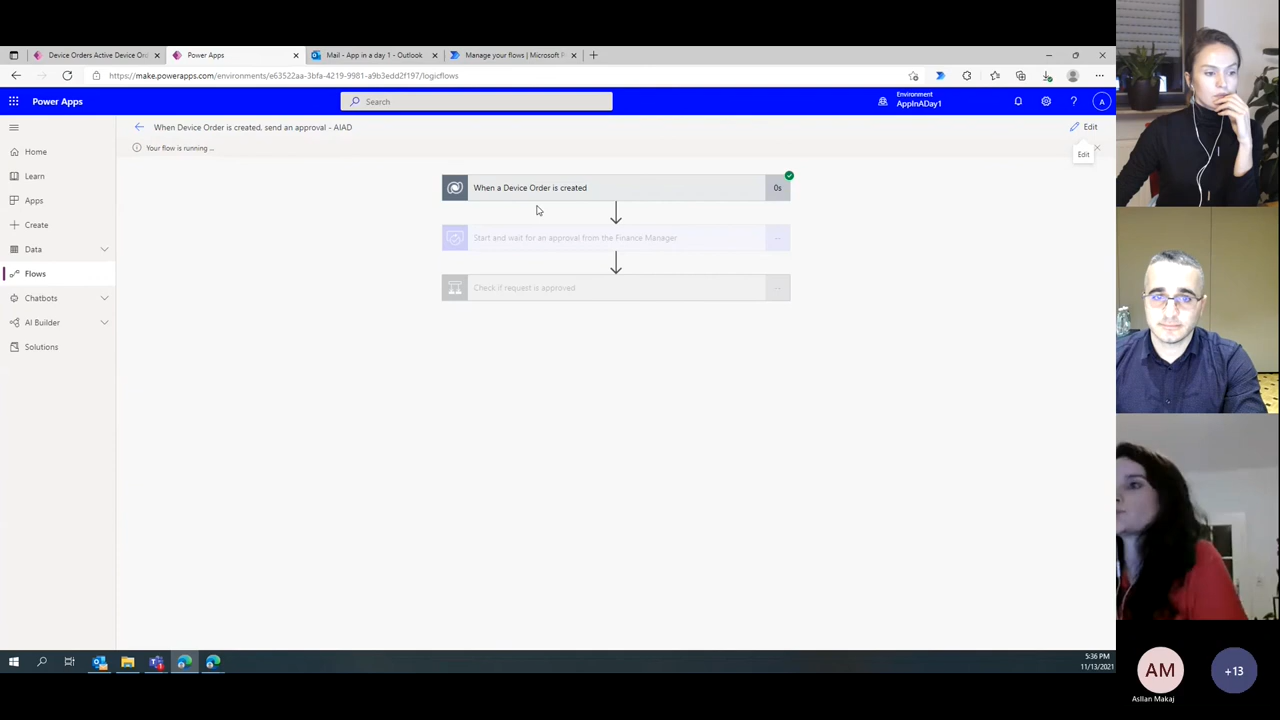 Device Orders Active Device Or
Power Apps
Mail - App in a day 1 - Outlook
Manage your flows | Microsoft P
https://make.powerapps.com/environments/e63522aa-3bfa-4219-9981-a9b3edd2f197/logicflows
Power Apps
Search
Environment
AppInADay1
A
When Device Order is created, send an approval - AIAD
Edit
Your flow is running ...
Edit
Home
Learn
Apps
Create
Data
Flows
Chatbots
AI Builder
Solutions
When a Device Order is created
0s
Start and wait for an approval from the Finance Manager
Check if request is approved
5:36 PM
11/13/2021
AM
Asllan Makaj
+13